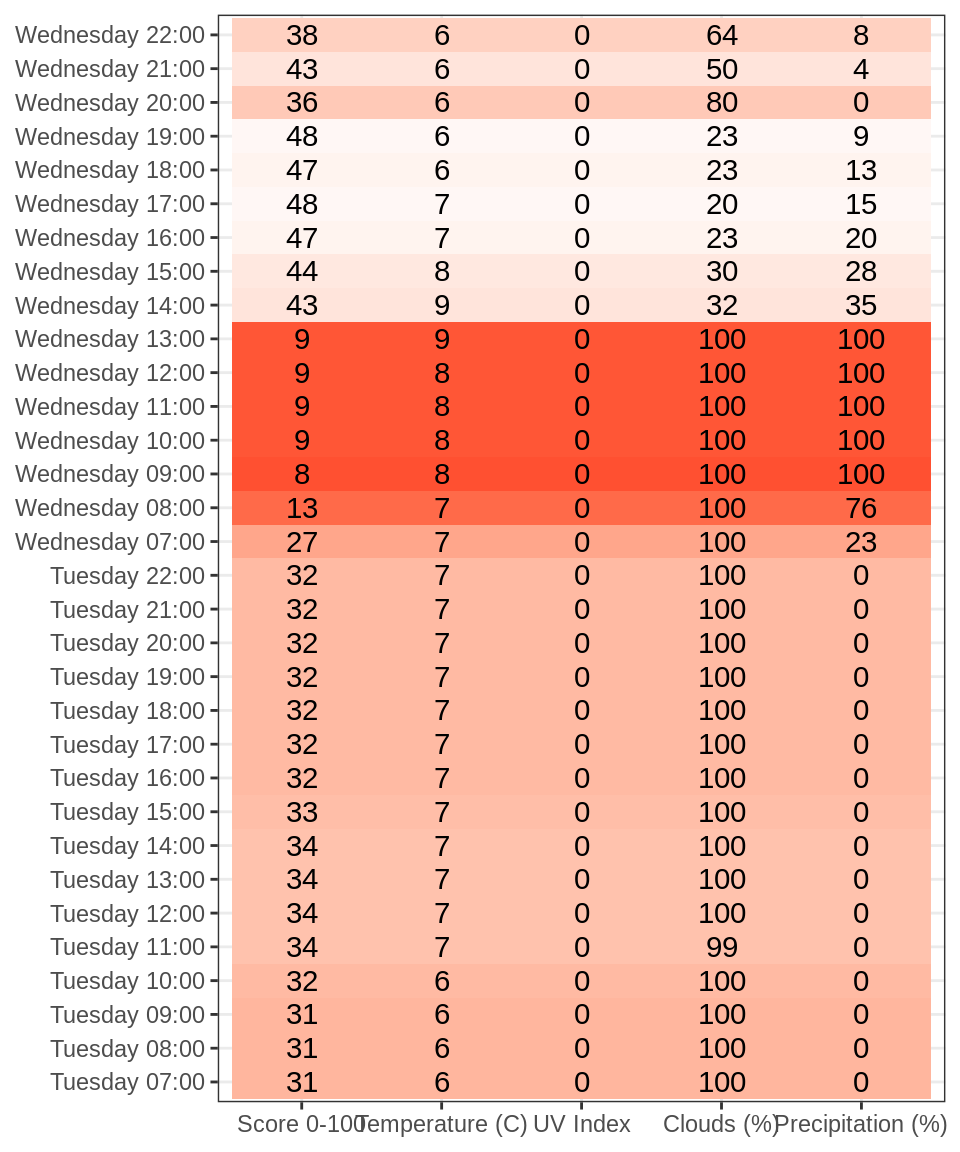 Wednesday 22:00 38 6 0 64 8
Wednesday 21:00 43 6 0 50 4
Wednesday 20:00 36 6 0 80 0
Wednesday 19:00 48 6 0 23 9
Wednesday 18:00 47 6 0 23 13
Wednesday 17:00 48 7 0 20 15
Wednesday 16:00 47 7 0 23 20
Wednesday 15:00 44 8 0 30 28
Wednesday 14:00 43 9 0 32 35
Wednesday 13:00 9 9 0 100 100
Wednesday 12:00 9 8 0 100 100
Wednesday 11:00 9 8 0 100 100
Wednesday 10:00 9 8 0 100 100
Wednesday 09:00 8 8 0 100 100
Wednesday 08:00 13 7 0 100 76
Wednesday 07:00 27 7 0 100 23
Tuesday 22:00 32 7 0 100 0
Tuesday 21:00 32 7 0 100 0
Tuesday 20:00 32 7 0 100 0
Tuesday 19:00 32 7 0 100 0
Tuesday 18:00 32 7 0 100 0
Tuesday 17:00 32 7 0 100 0
Tuesday 16:00 32 7 0 100 0
Tuesday 15:00 33 7 0 100 0
Tuesday 14:00 34 7 0 100 0
Tuesday 13:00 34 7 0 100 0
Tuesday 12:00 34 7 0 100 0
Tuesday 11:00 34 7 0 99 0
Tuesday 10:00 32 6 0 100 0
Tuesday 09:00 31 6 0 100 0
Tuesday 08:00 31 6 0 100 0
Tuesday 07:00 31 6 0 100 0
Score 0-100 Temperature (C) UV Index Clouds (%) Precipitation (%)